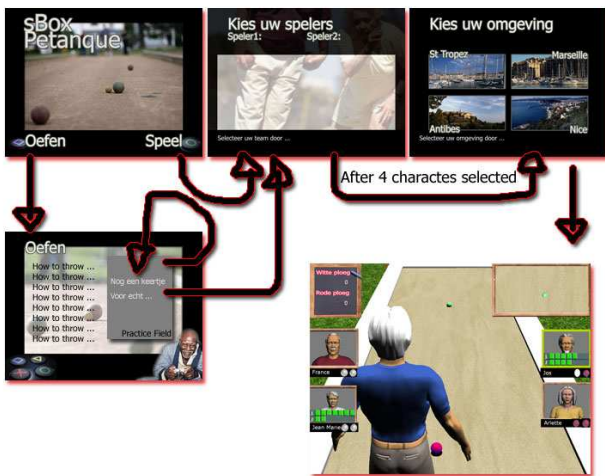 sBox
Petanque
Oefen
Speel
Kies uw spelers
Speler1:
Speler2:
Selecteer uw team door ...
Kies uw omgeving
St Tropez
Marseille
Antibes
Nice
Selecteer uw omgeving door ...
After 4 charactes selected
Oefen
How to throw ...
How to throw ...
How to throw ...
How to throw ...
How to throw ...
How to throw ...
How to throw ...
How to throw ...
Nog een keertje
Voor echt ...
Practice Field
Witte ploeg
0
Rode ploeg
0
France
Jean Marie
Jos
Arlette